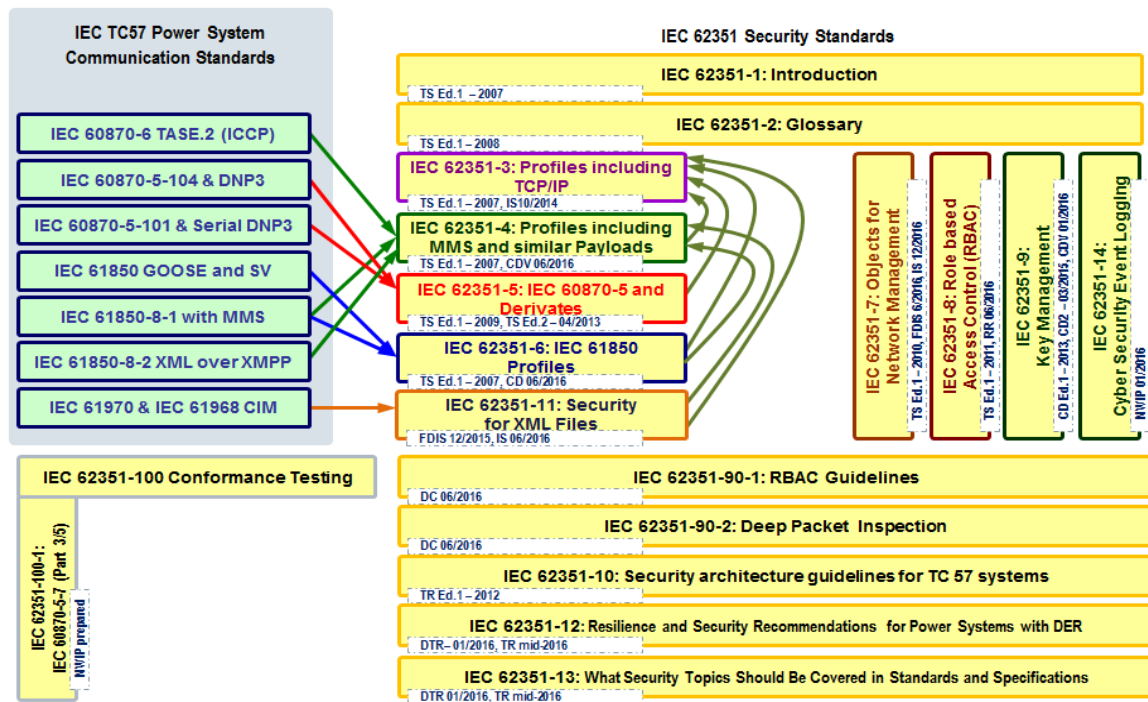 IEC TC57 Power System
Communication Standards
IEC 60870-6 TASE.2 (ICCP)
IEC 60870-5-104 & DNP3
IEC 60870-5-101 & Serial DNP3
IEC 61850 GOOSE and SV
IEC 61850-8-1 with MMS
IEC 61850-8-2 XML over XMPP
IEC 61970 & IEC 61968 CIM
IEC 62351 Security Standards
IEC 62351-1: Introduction
TS Ed.1 – 2007
IEC 62351-2: Glossary
TS Ed.1 – 2008
IEC 62351-3: Profiles including
TCP/IP
TS Ed.1 – 2007, IS10/2014
IEC 62351-4: Profiles including
MMS and similar Payloads
TS Ed.1 – 2007, CDV 06/2016
IEC 62351-5: IEC 60870-5 and
Derivates
TS Ed.1 – 2009, TS Ed.2 – 04/2013
IEC 62351-6: IEC 61850
Profiles
TS Ed.1 – 2007, CD 06/2016
IEC 62351-11: Security
for XML Files
FDIS 12/2015, IS 06/2016
IEC 62351-7: Objects for
Network Management
TS Ed.1 – 2010, FDIS 6/2016, IS 12/2016
IEC 62351-8: Role based
Access Control (RBAC)
TS Ed.1 – 2011, RR 06/2016
IEC 62351-9:
Key Management
CD Ed.1 – 2013, CD2 – 03/2015, CDV 01/2016
IEC 62351-14:
Cyber Security Event Logging
NWIP 01/2016
IEC 62351-100 Conformance Testing
IEC 62351-100-1:
IEC 60870-5-7 (Part 3/5)
NWIP prepared
IEC 62351-90-1: RBAC Guidelines
DC 06/2016
IEC 62351-90-2: Deep Packet Inspection
DC 06/2016
IEC 62351-10: Security architecture guidelines for TC 57 systems
TR Ed.1 – 2012
IEC 62351-12: Resilience and Security Recommendations for Power Systems with DER
DTR– 01/2016, TR mid-2016
IEC 62351-13: What Security Topics Should Be Covered in Standards and Specifications
DTR 01/2016, TR mid-2016